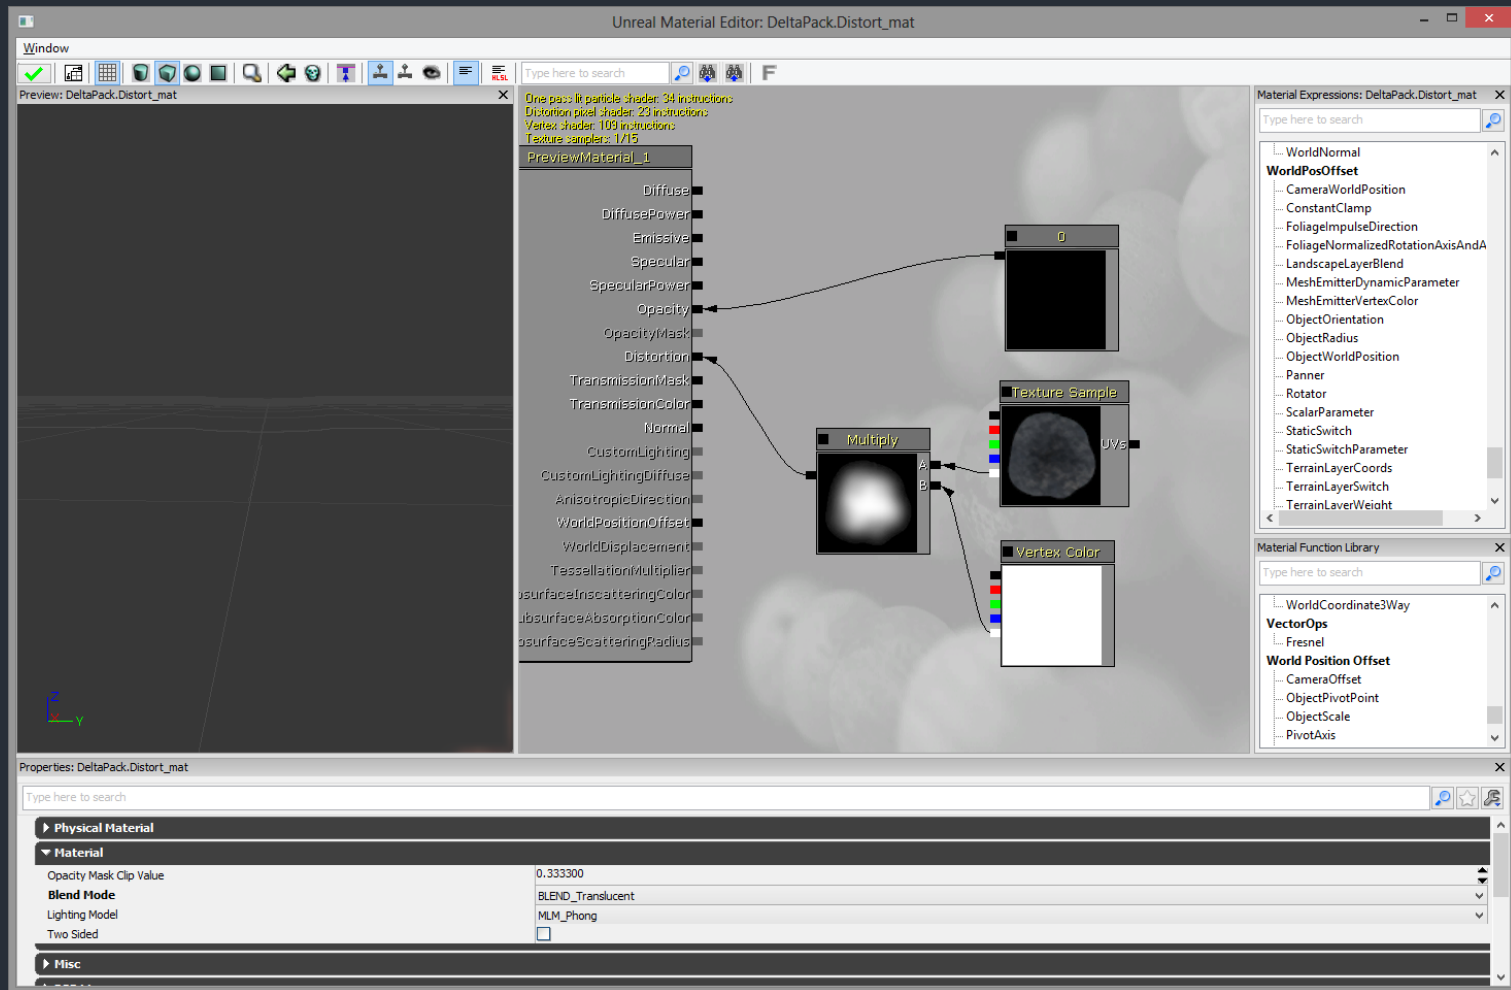 Unreal Material Editor: DeltaPack.Distort_mat
Window
HLSL
Type here to search
F
Preview: DeltaPack.Distort_mat
Z
X
Y
One pass lit particle shader: 34 instructions
Distortion pixel shader: 23 instructions
Vertex shader: 109 instructions
Texture samplers: 1/15
PreviewMaterial_1
Diffuse
DiffusePower
Emissive
Specular
SpecularPower
Opacity
OpacityMask
Distortion
TransmissionMask
TransmissionColor
Normal
CustomLighting
CustomLightingDiffuse
AnisotropicDirection
WorldPositionOffset
WorldDisplacement
TessellationMultiplier
osurfaceInscatteringColor
ubsurfaceAbsorptionColor
osurfaceScatteringRadius
0
Texture Sample
UVs
Multiply
A
B
Vertex Color
Material Expressions: DeltaPack.Distort_mat
Type here to search
WorldNormal
WorldPosOffset
CameraWorldPosition
ConstantClamp
FoliageImpulseDirection
FoliageNormalizedRotationAxisAndA
LandscapeLayerBlend
MeshEmitterDynamicParameter
MeshEmitterVertexColor
ObjectOrientation
ObjectRadius
ObjectWorldPosition
Panner
Rotator
ScalarParameter
StaticSwitch
StaticSwitchParameter
TerrainLayerCoords
TerrainLayerSwitch
TerrainLayerWeight
Material Function Library
Type here to search
WorldCoordinate3Way
VectorOps
Fresnel
World Position Offset
CameraOffset
ObjectPivotPoint
ObjectScale
PivotAxis
Properties: DeltaPack.Distort_mat
Type here to search
Physical Material
Material
Opacity Mask Clip Value 0.333300
Blend Mode BLEND_Translucent
Lighting Model MLM_Phong
Two Sided
Misc